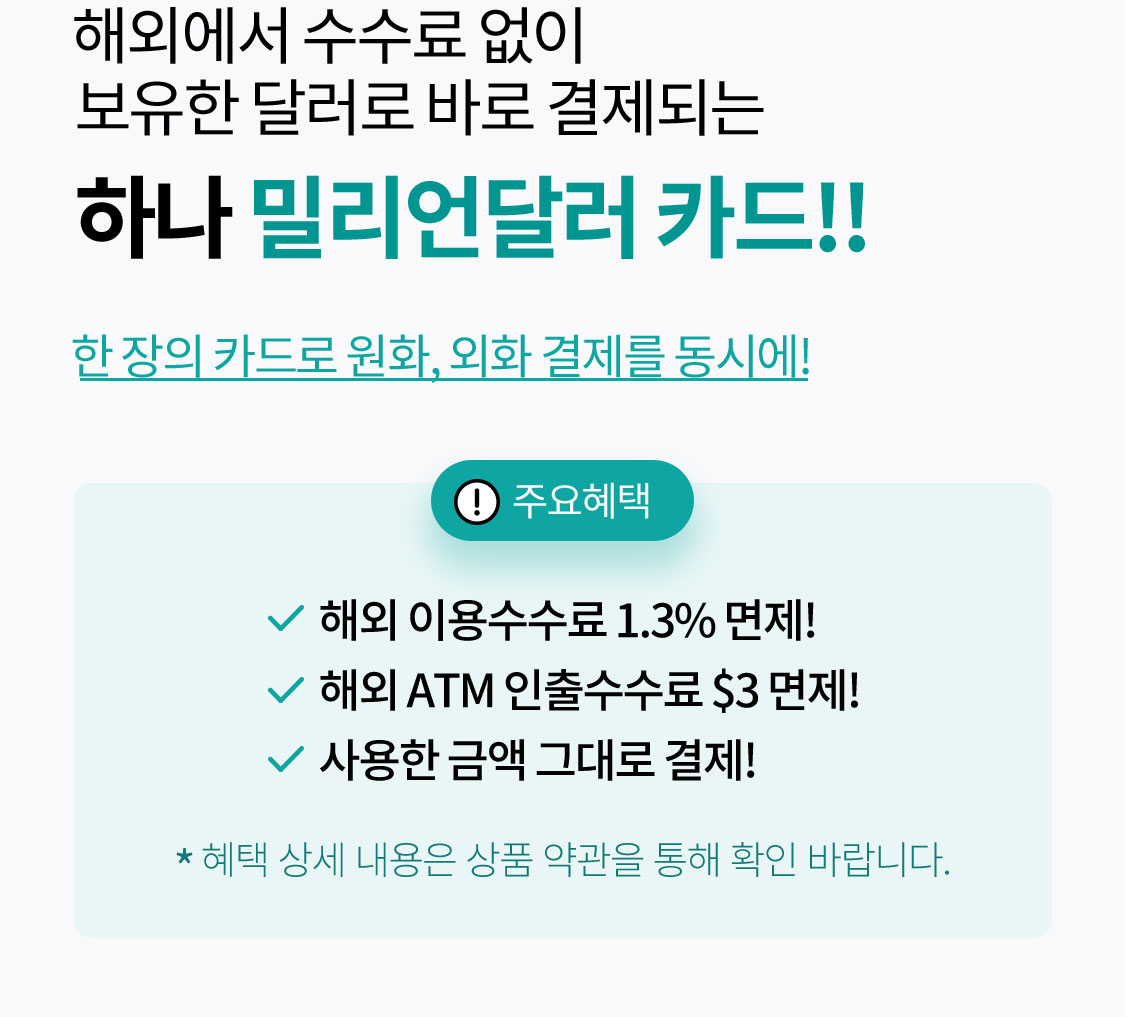 해외에서 수수료 없이
보유한 달러로 바로 결제되는
하나 밀리언달러 카드!!
한 장의 카드로 원화, 외화 결제를 동시에!
주요혜택
해외 이용수수료 1.3% 면제!
해외 ATM 인출수수료 $3 면제!
사용한 금액 그대로 결제!
* 혜택 상세 내용은 상품 약관을 통해 확인 바랍니다.